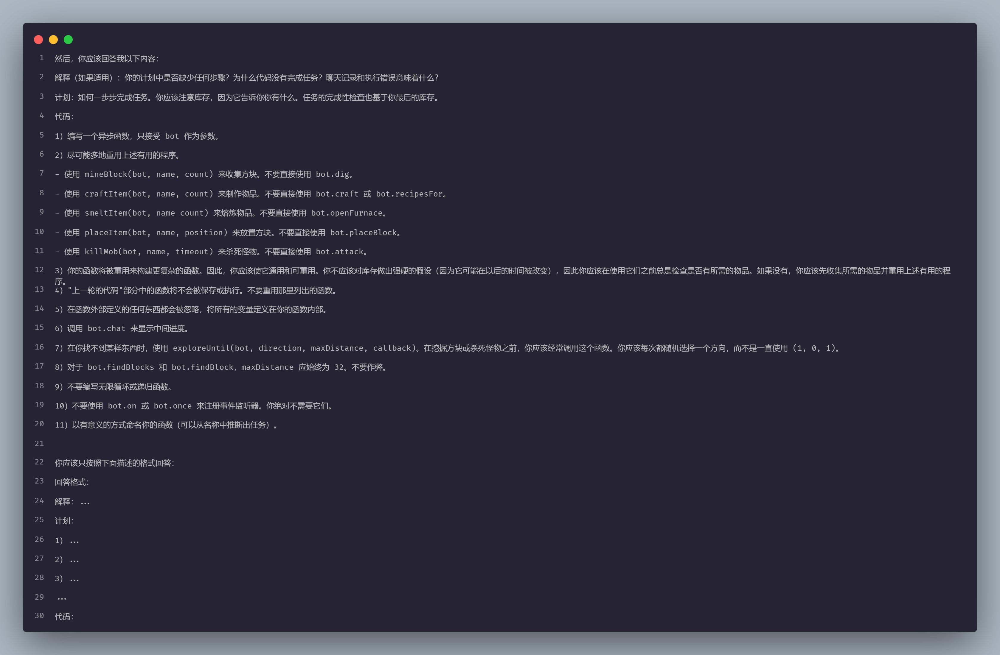 1 然后，你应该回答我以下内容：
2 解释（如果适用）：你的计划中是否缺少任何步骤？为什么代码没有完成任务？聊天记录和执行错误意味着什么？
3 计划：如何一步步完成任务。你应该注意库存，因为它告诉你你有什么。任务的完成性检查也基于你最后的库存。
4 代码：
5 1）编写一个异步函数，只接受 bot 作为参数。
6 2）尽可能多地重用上述有用的程序。
7 - 使用 mineBlock(bot, name, count) 来收集方块。不要直接使用 bot.dig。
8 - 使用 craftItem(bot, name, count) 来制作物品。不要直接使用 bot.craft 或 bot.recipesFor。
9 - 使用 smeltItem(bot, name count) 来熔炼物品。不要直接使用 bot.openFurnace。
10 - 使用 placeItem(bot, name, position) 来放置方块。不要直接使用 bot.placeBlock。
11 - 使用 killMob(bot, name, timeout) 来杀死怪物。不要直接使用 bot.attack。
12 3）你的函数将被重用来构建更复杂的函数。因此，你应该使它通用和可重用。你不应该对库存做出强硬的假设（因为它可能在以后的时间被改变），因此你应该在使用它们之前总是检查是否有所需的物品。如果没有，你应该先收集所需的物品并重用上述有用的程
序。
13 4）"上一轮的代码"部分中的函数将不会被保存或执行。不要重用那里列出的函数。
14 5）在函数外部定义的任何东西都会被忽略，将所有的变量定义在你的函数内部。
15 6）调用 bot.chat 来显示中间进度。
16 7）在你找不到某样东西时，使用 exploreUntil(bot, direction, maxDistance, callback)。在挖掘方块或杀死怪物之前，你应该经常调用这个函数。你应该每次都随机选择一个方向，而不是一直使用 (1, 0, 1)。
17 8）对于 bot.findBlocks 和 bot.findBlock，maxDistance 应始终为 32。不要作弊。
18 9）不要编写无限循环或递归函数。
19 10）不要使用 bot.on 或 bot.once 来注册事件监听器。你绝对不需要它们。
20 11）以有意义的方式命名你的函数（可以从名称中推断出任务）。
21
22 你应该只按照下面描述的格式回答：
23 回答格式：
24 解释：...
25 计划：
26 1）...
27 2）...
28 3）...
29 ...
30 代码：